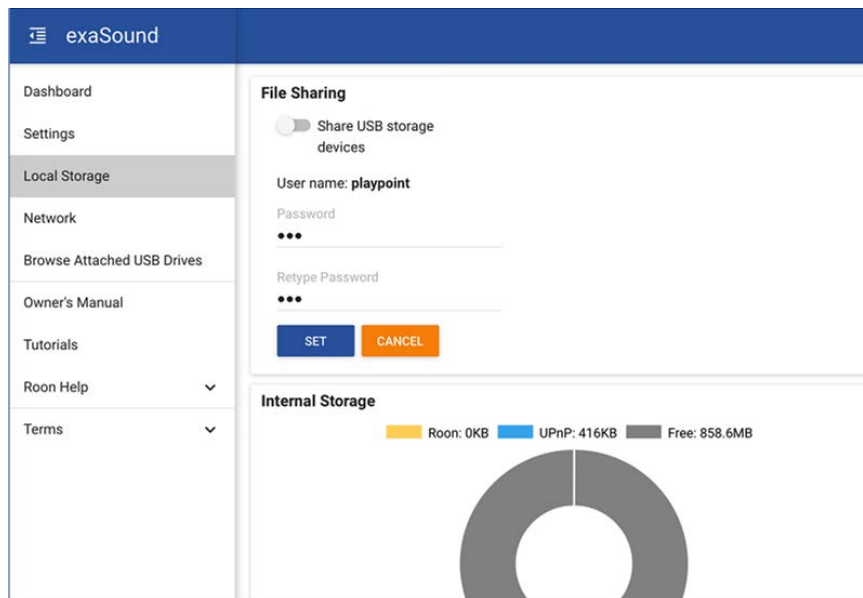 exaSound
Dashboard
Settings
Local Storage
Network
Browse Attached USB Drives
Owner's Manual
Tutorials
Roon Help
Terms
File Sharing
Share USB storage
devices
User name: playpoint
Password
•••
Retype Password
•••
SET CANCEL
Internal Storage
Roon: 0KB UPnP: 416KB Free: 858.6MB